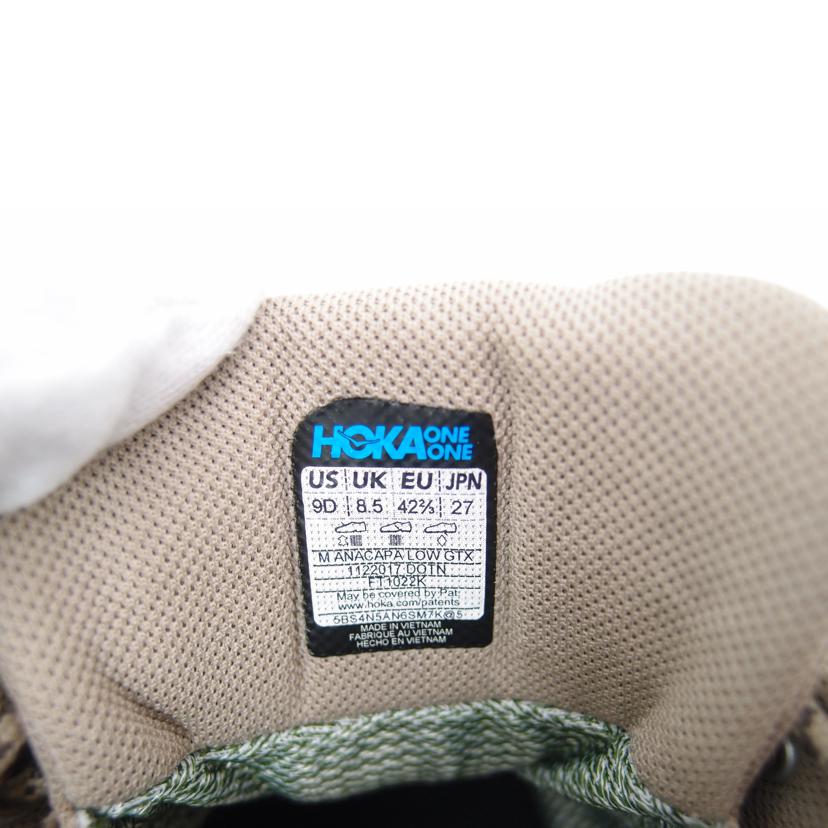 HOKA ONE ONE
US UK EU JPN
9D 8.5 42⅔ 27
M ANACAPA LOW GTX
1122017 DOTN
FT1022K
May be covered by Pat:
www.hoka.com/patents
5BS4N5AN6SM7K@5
MADE IN VIETNAM
FABRIQUE AU VIETNAM
HECHO EN VIETNAM